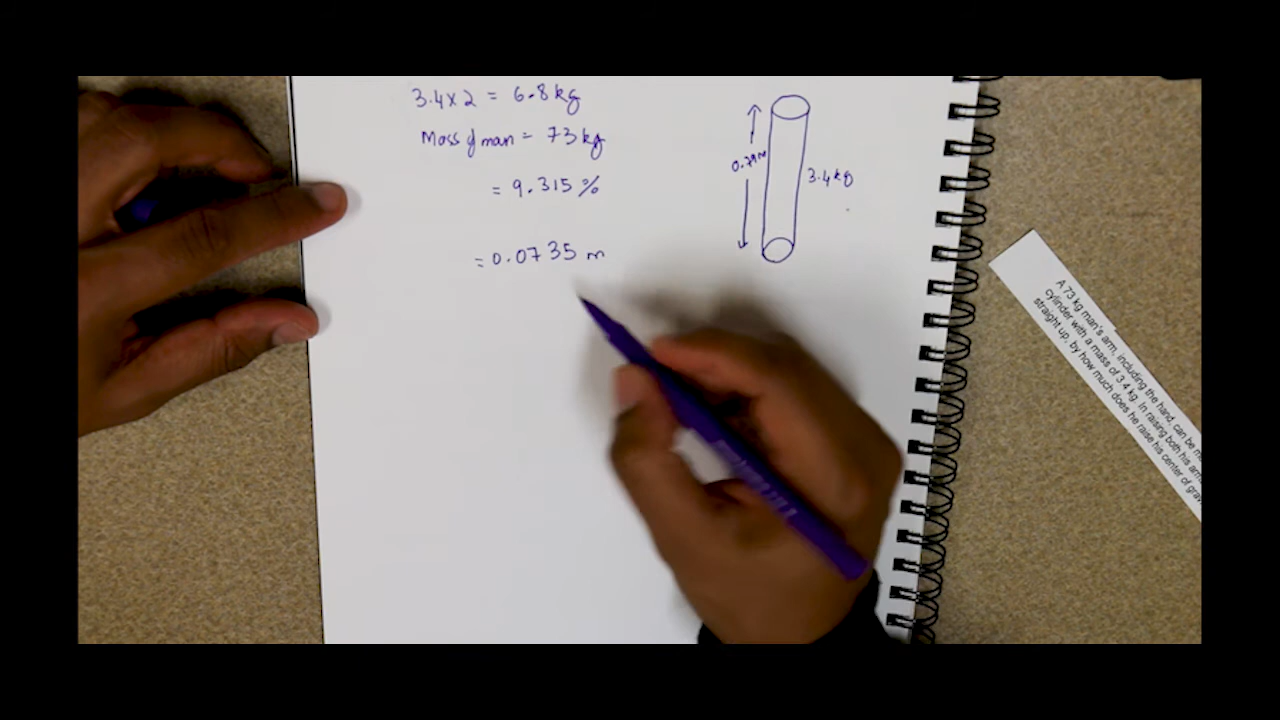 3.4 x 2 = 6.8 kg
Mass of man = 73 kg
= 9.315 %
= 0.0735 m
0.79m
3.4 kg
A 73 kg man's arm, including the hand, can be
cylinder with a mass of 3.4 kg. In raising both his
straight up, by how much does he raise his center of